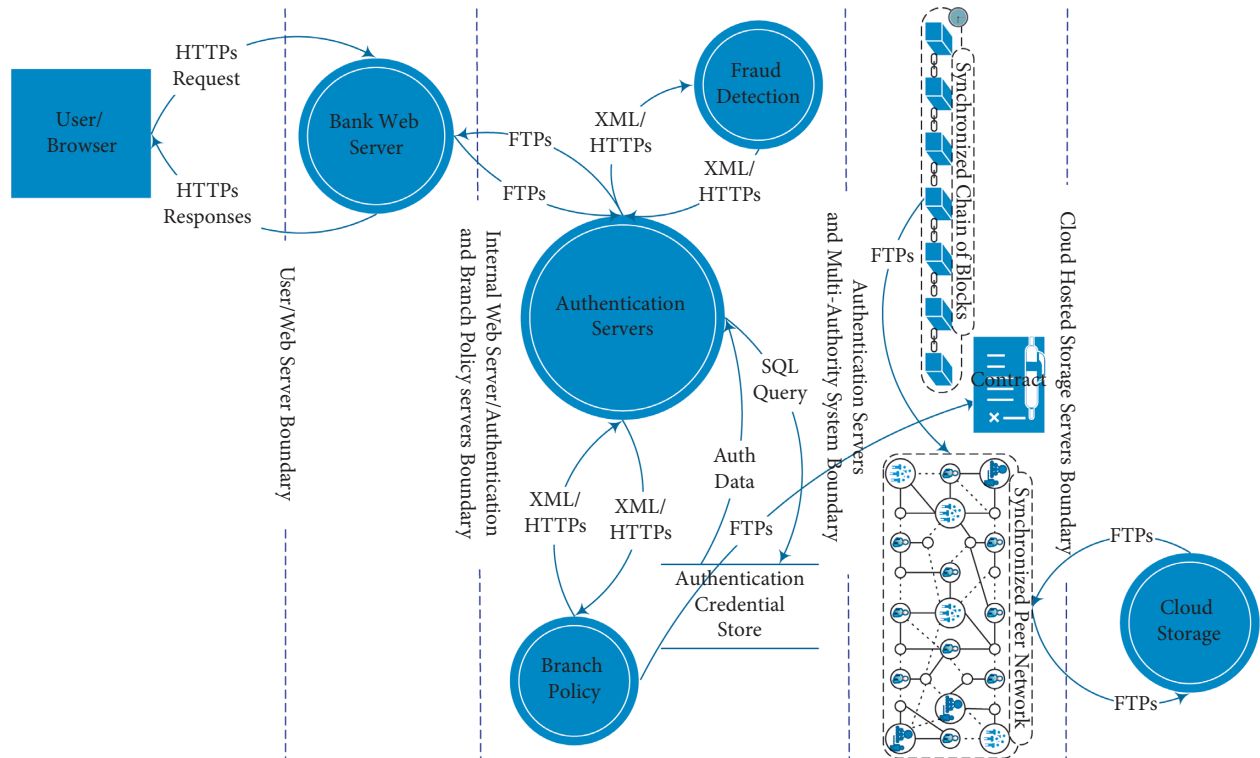 HTTPs
Request
User/
Browser
HTTPs
Responses
User/Web Server Boundary
Bank Web
Server
FTPs
FTPs
Internal Web Server/Authentication
and Branch Policy servers Boundary
Fraud
Detection
XML/
HTTPs
XML/
HTTPs
Authentication
Servers
SQL
Query
Auth
Data
XML/
HTTPs
XML/
HTTPs
FTPs
Authentication
Credential
Store
Branch
Policy
Authentication Servers
and Multi-Authority System Boundary
↑
Synchronized Chain of Blocks
FTPs
Contract
Synchronized Peer Network
Cloud Hosted Storage Servers Boundary
FTPs
Cloud
Storage
FTPs